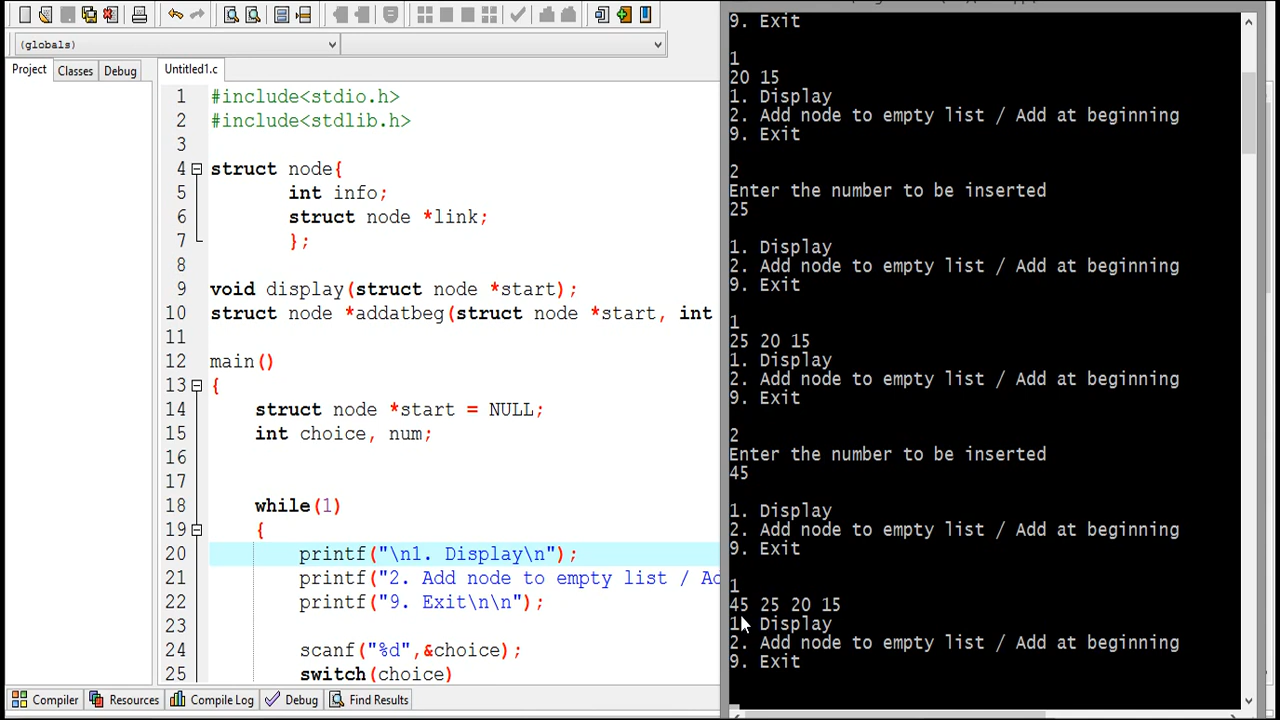 (globals)
Project Classes Debug
Untitled1.c
1 #include<stdio.h>
2 #include<stdlib.h>
3
4 struct node{
5 int info;
6 struct node *link;
7 };
8
9 void display(struct node *start);
10 struct node *addatbeg(struct node *start, int
11
12 main()
13 {
14 struct node *start = NULL;
15 int choice, num;
16
17
18 while(1)
19 {
20 printf("\n1. Display\n");
21 printf("2. Add node to empty list / Ad
22 printf("9. Exit\n\n");
23
24 scanf("%d",&choice);
25 switch(choice)
Compiler Resources Compile Log Debug Find Results
9. Exit
1
20 15
1. Display
2. Add node to empty list / Add at beginning
9. Exit
2
Enter the number to be inserted
25
1. Display
2. Add node to empty list / Add at beginning
9. Exit
1
25 20 15
1. Display
2. Add node to empty list / Add at beginning
9. Exit
2
Enter the number to be inserted
45
1. Display
2. Add node to empty list / Add at beginning
9. Exit
1
45 25 20 15
1. Display
2. Add node to empty list / Add at beginning
9. Exit